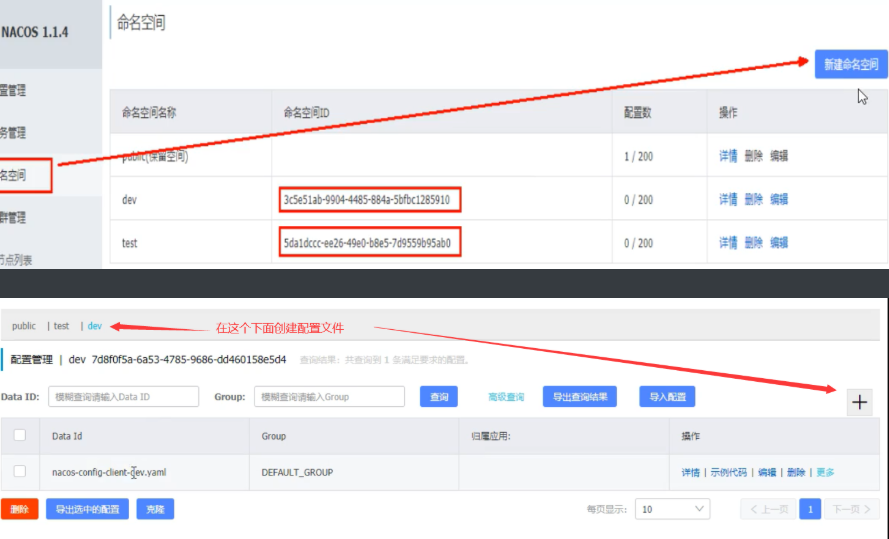 命名空间
NACOS 1.1.4
新建命名空间
置管理
命名空间名称 命名空间ID 配置数 操作
务管理
public(保留空间) 1 / 200 详情 删除 编辑
名空间
dev 3c5e51ab-9904-4485-884a-5bfbc1285910 0 / 200 详情 删除 编辑
群管理
test 5da1dccc-ee26-49e0-b8e5-7d9559b95ab0 0 / 200 详情 删除 编辑
节点列表
public | test | dev 在这个下面创建配置文件
配置管理 | dev 7d8f0f5a-6a53-4785-9686-dd460158e5d4 查询结果：共查询到 1 条满足要求的配置。
Data ID: 模糊查询请输入Data ID Group: 模糊查询请输入Group 查询 高级查询 导出查询结果 导入配置 +
Data Id Group 归属应用: 操作
nacos-config-client-dev.yaml DEFAULT_GROUP 详情 | 示例代码 | 编辑 | 删除 | 更多
删除 导出选中的配置 克隆 每页显示: 10 < 上一页 1 下一页 >